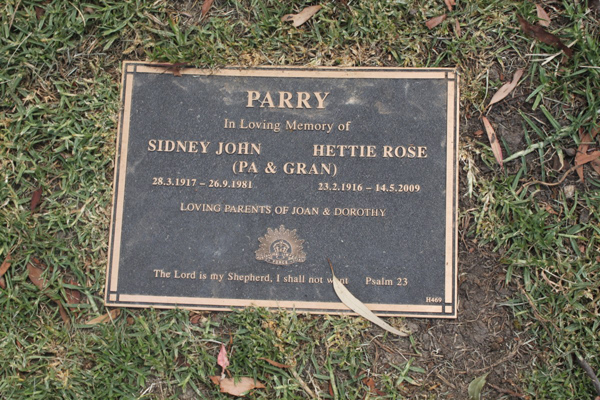 PARRY
In Loving Memory of
SIDNEY JOHN HETTIE ROSE
(PA & GRAN)
28.3.1917 – 26.9.1981 23.2.1916 – 14.5.2009
LOVING PARENTS OF JOAN & DOROTHY
The Lord is my Shepherd, I shall not want Psalm 23
H469